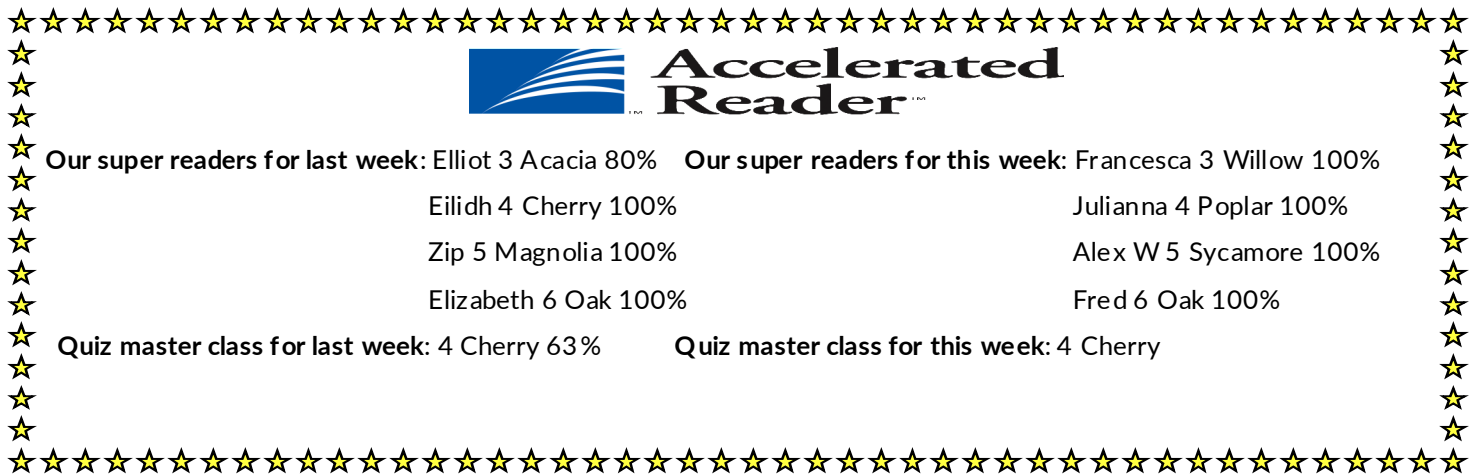 Accelerated
Reader™
Our super readers for last week: Elliot 3 Acacia 80% Our super readers for this week: Francesca 3 Willow 100%
Eilidh 4 Cherry 100% Julianna 4 Poplar 100%
Zip 5 Magnolia 100% Alex W 5 Sycamore 100%
Elizabeth 6 Oak 100% Fred 6 Oak 100%
Quiz master class for last week: 4 Cherry 63% Quiz master class for this week: 4 Cherry